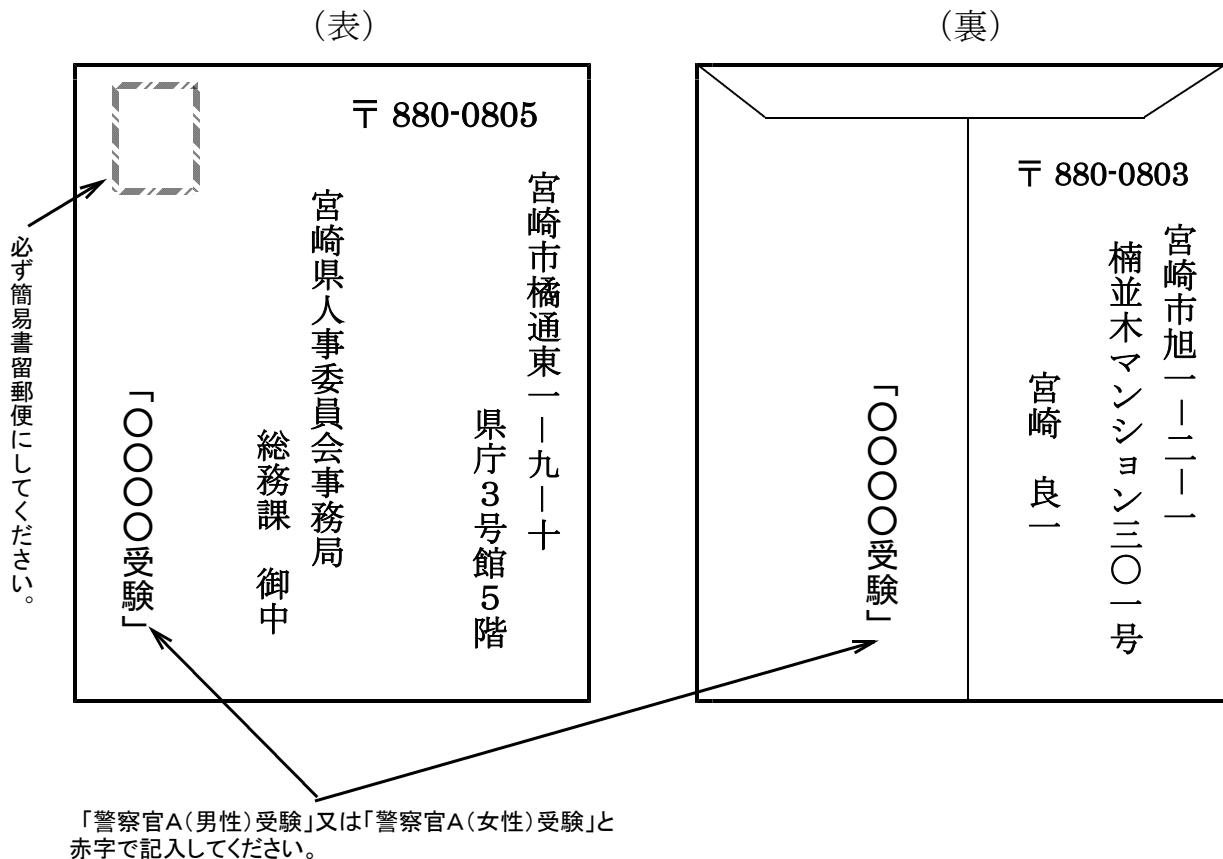 （表）
〒 880-0805
宮崎市橘通東一－九－十
県庁３号館５階
宮崎県人事委員会事務局
総務課　御中
「〇〇〇〇受験」
必ず簡易書留郵便にしてください。
（裏）
〒 880-0803
宮崎市旭一－二－一
楠並木マンション三〇一号
宮崎　良一
「〇〇〇〇受験」
「警察官Ａ（男性）受験」又は「警察官Ａ（女性）受験」と
赤字で記入してください。